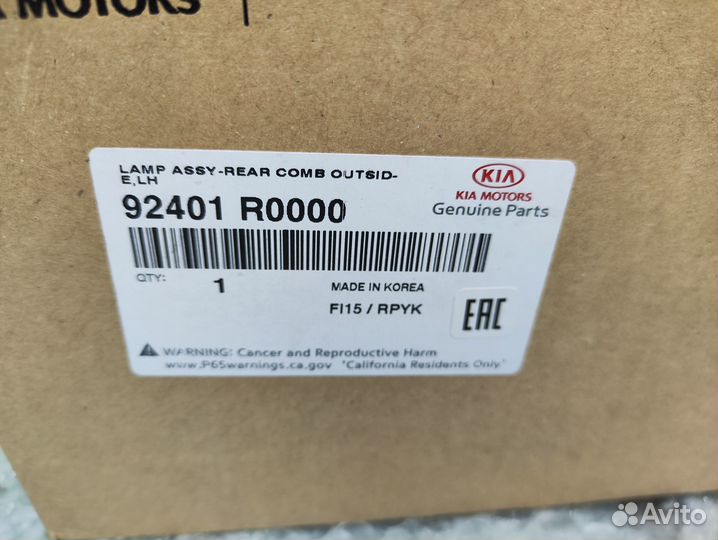 MOTORS
LAMP ASSY-REAR COMB OUTSID-
E,LH
92401 R0000
KIA
KIA MOTORS
Genuine Parts
QTY: 1
MADE IN KOREA
FI15 / RPYK
EAC
WARNING: Cancer and Reproductive Harm
www.P65warnings.ca.gov "California Residents Only."
Avito